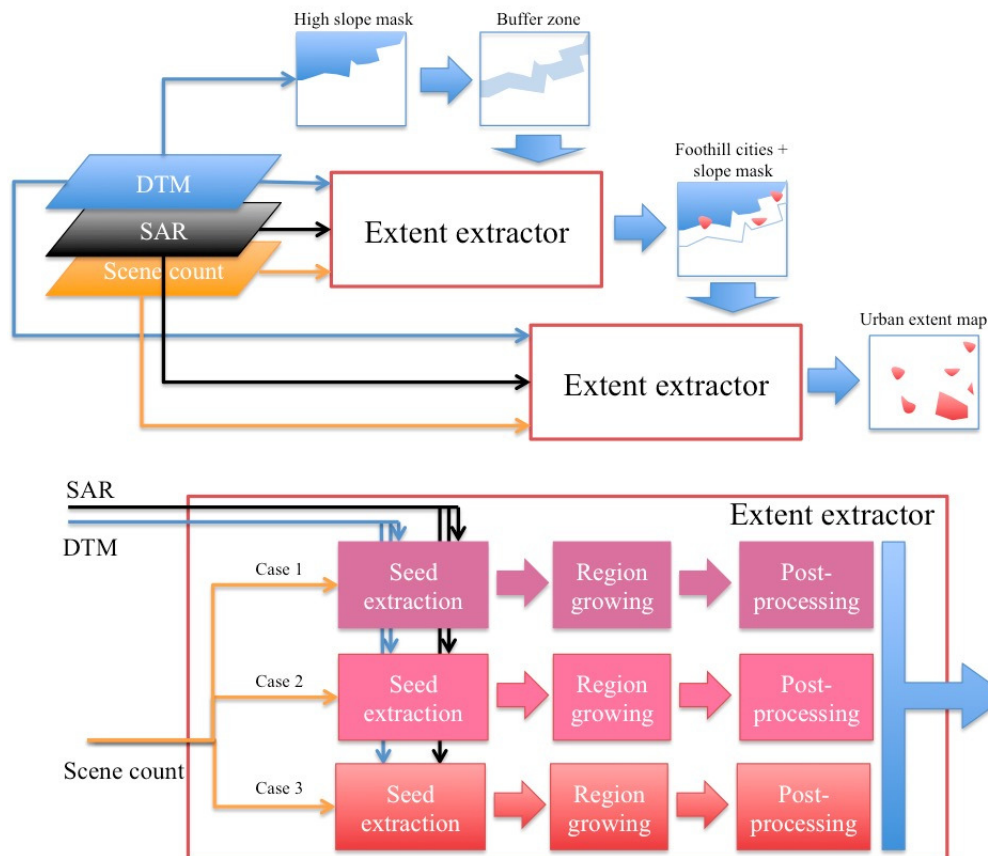 High slope mask
Buffer zone
Foothill cities +
slope mask
DTM
SAR
Scene count
Extent extractor
Urban extent map
Extent extractor
SAR
DTM
Extent extractor
Case 1
Seed
extraction
Region
growing
Post-
processing
Case 2
Seed
extraction
Region
growing
Post-
processing
Scene count
Case 3
Seed
extraction
Region
growing
Post-
processing